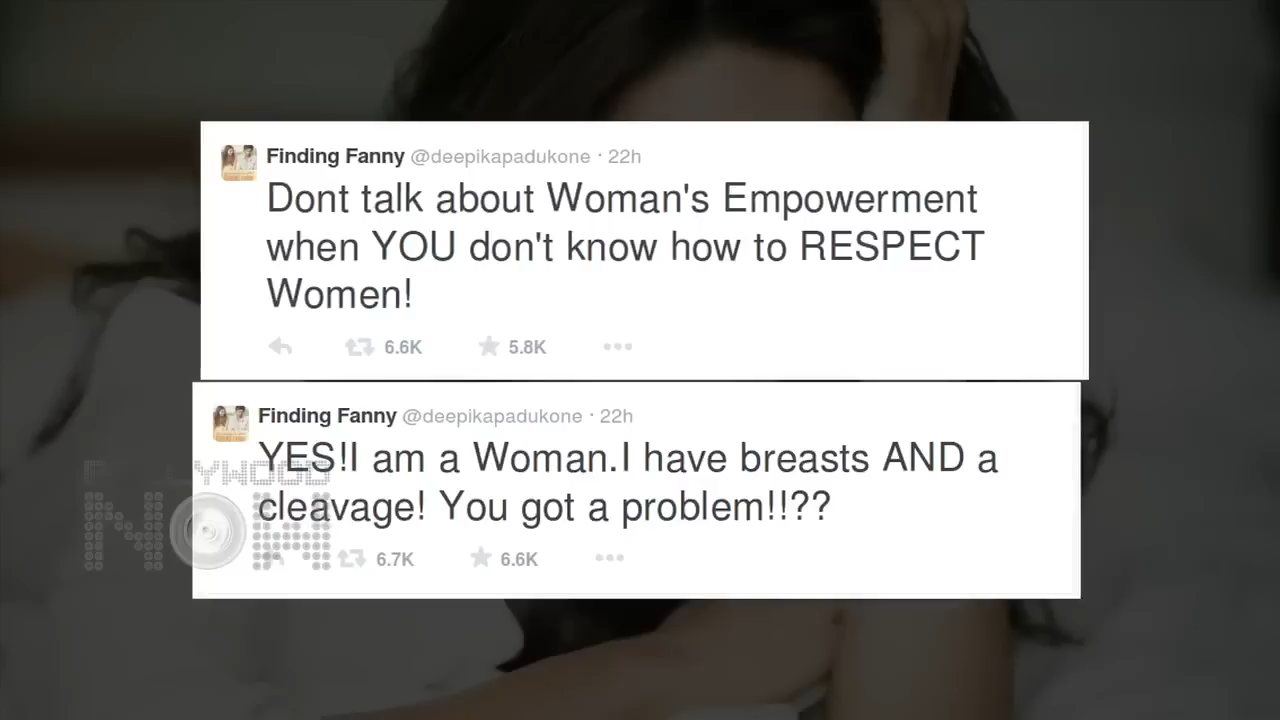 Finding Fanny @deepikapadukone · 22h
Dont talk about Woman's Empowerment
when YOU don't know how to RESPECT
Women!
6.6K 5.8K
Finding Fanny @deepikapadukone · 22h
YES!I am a Woman.I have breasts AND a
cleavage! You got a problem!!??
6.7K 6.6K
NOW